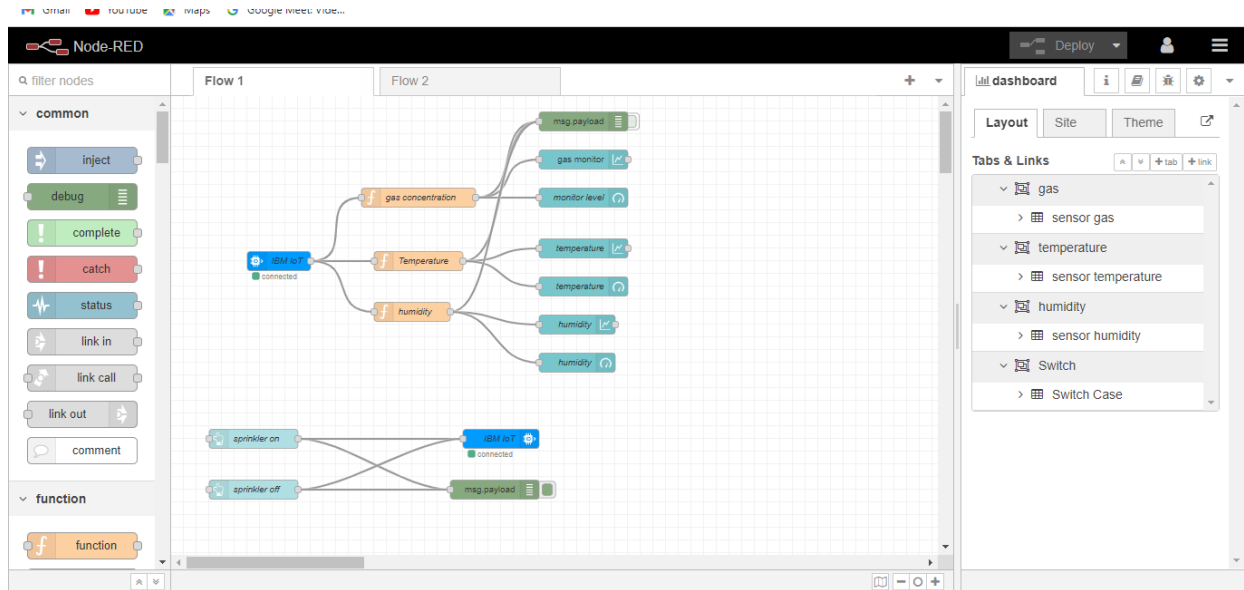 Gmail YouTube Maps Google Meet: Vide...
Node-RED Deploy
filter nodes Flow 1 Flow 2 dashboard i
common
inject
debug
complete
catch
status
link in
link call
link out
comment
function
function
msg.payload
gas monitor
gas concentration monitor level
temperature
IBM IoT Temperature
connected
temperature
humidity
humidity
humidity
sprinkler on IBM IoT
connected
sprinkler off msg.payload
Layout Site Theme
Tabs & Links +tab +link
gas
sensor gas
temperature
sensor temperature
humidity
sensor humidity
Switch
Switch Case